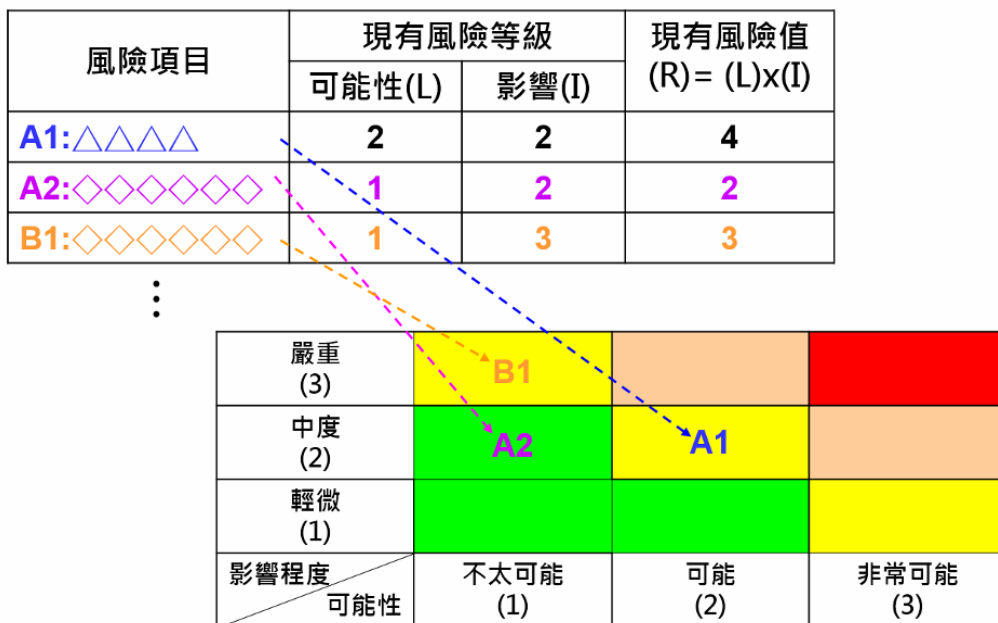 風險項目
現有風險等級
現有風險值
(R)= (L)x(I)
可能性(L)
影響(I)
A1:△△△△
2
2
4
A2:◇◇◇◇◇◇
1
2
2
B1:◇◇◇◇◇◇
1
3
3
⋮
嚴重
(3)
B1
中度
(2)
A2
A1
輕微
(1)
影響程度
可能性
不太可能
(1)
可能
(2)
非常可能
(3)